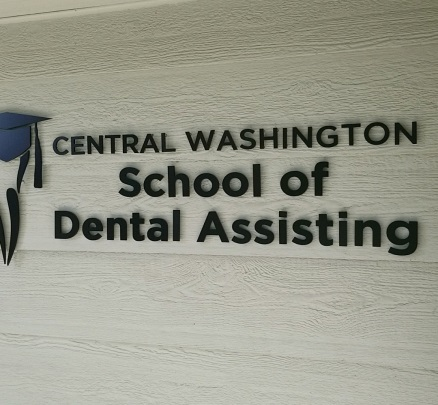 CENTRAL WASHINGTON
School of
Dental Assisting